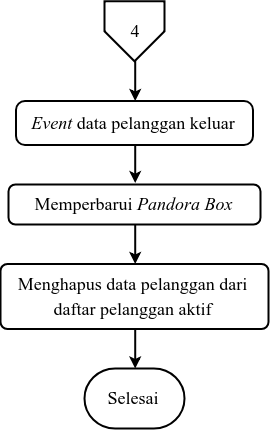 4
Event data pelanggan keluar
Memperbarui Pandora Box
Menghapus data pelanggan dari
daftar pelanggan aktif
Selesai